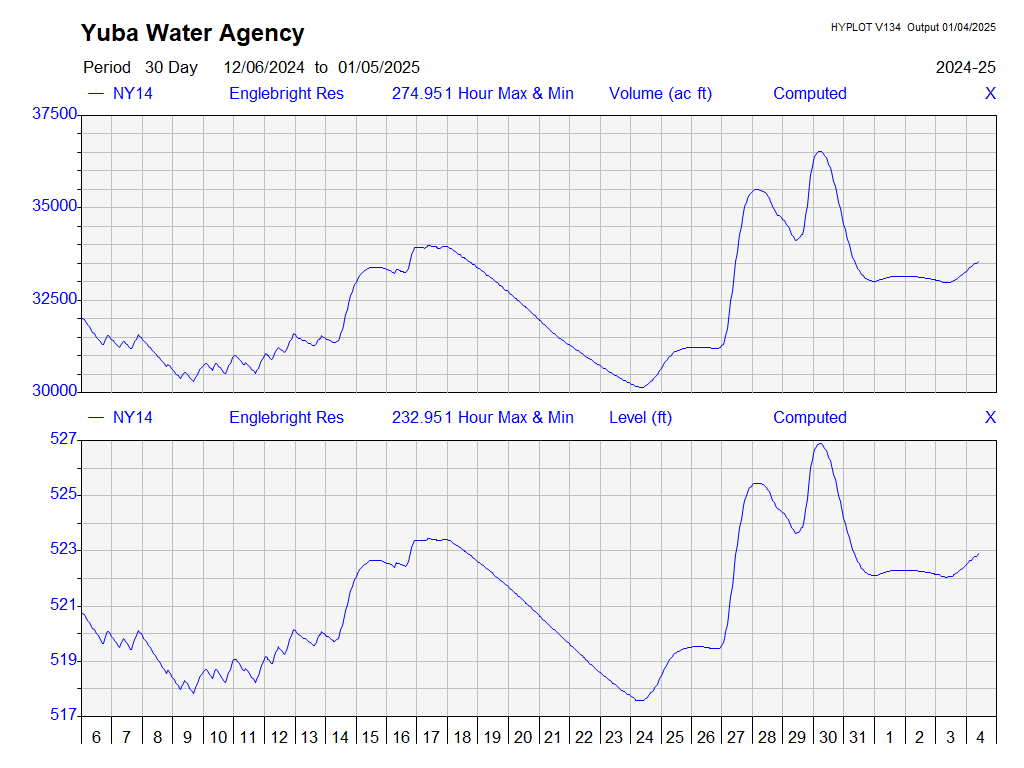 Yuba Water Agency
HYPLOT V134 Output 01/04/2025
Period 30 Day 12/06/2024 to 01/05/2025 2024-25
NY14 Englebright Res 274.951 Hour Max & Min Volume (ac ft) Computed X
37500
35000
32500
30000
NY14 Englebright Res 232.951 Hour Max & Min Level (ft) Computed X
527
525
523
521
519
517
6 7 8 9 10 11 12 13 14 15 16 17 18 19 20 21 22 23 24 25 26 27 28 29 30 31 1 2 3 4